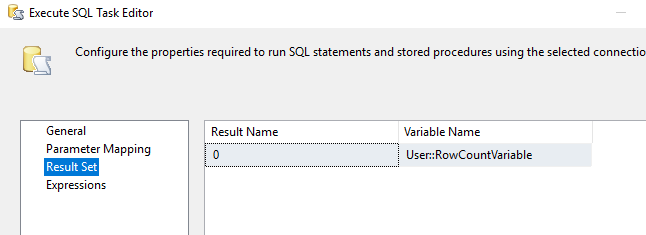 Execute SQL Task Editor
Configure the properties required to run SQL statements and stored procedures using the selected connectio
General
Parameter Mapping
Result Set
Expressions
Result Name Variable Name
0 User::RowCountVariable